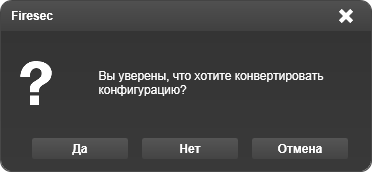 Firesec
Вы уверены, что хотите конвертировать
конфигурацию?
Да Нет Отмена